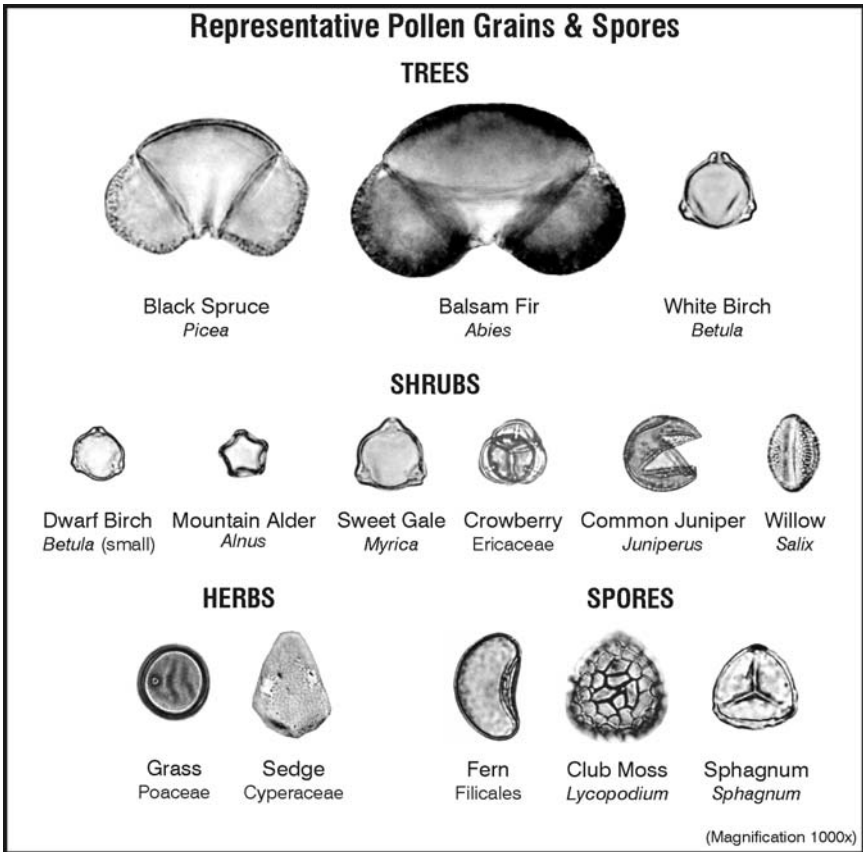 Representative Pollen Grains & Spores
TREES
Black Spruce
Picea
Balsam Fir
Abies
White Birch
Betula
SHRUBS
Dwarf Birch
Betula (small)
Mountain Alder
Alnus
Sweet Gale
Myrica
Crowberry
Ericaceae
Common Juniper
Juniperus
Willow
Salix
HERBS
Grass
Poaceae
Sedge
Cyperaceae
SPORES
Fern
Filicales
Club Moss
Lycopodium
Sphagnum
Sphagnum
(Magnification 1000x)